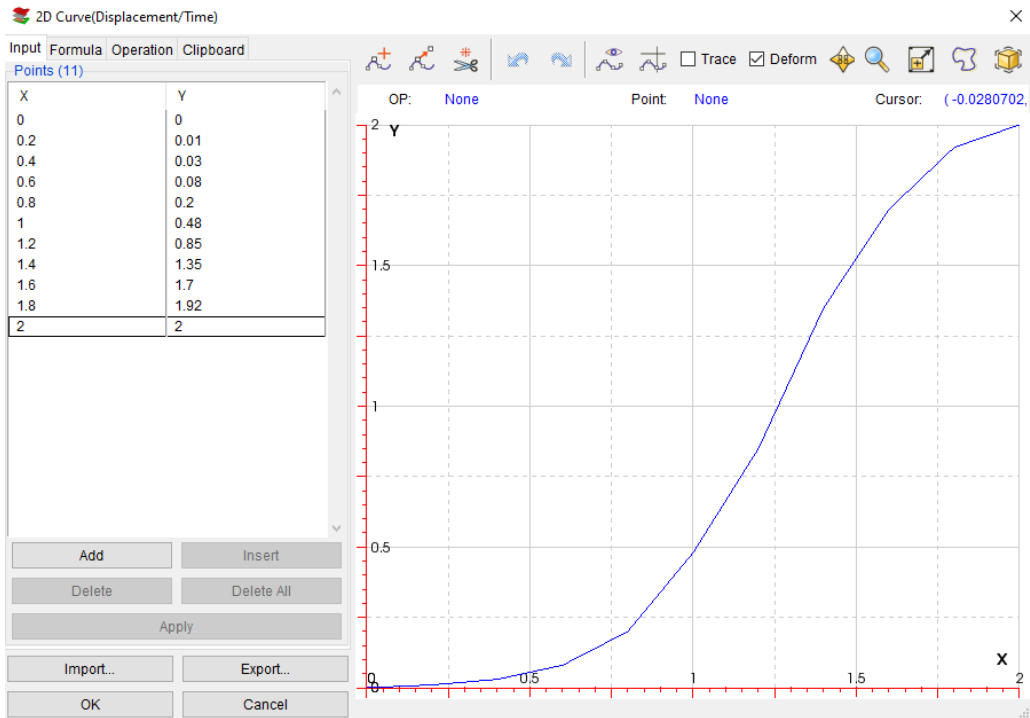 2D Curve(Displacement/Time)
Input Formula Operation Clipboard
Points (11)
X Y
0 0
0.2 0.01
0.4 0.03
0.6 0.08
0.8 0.2
1 0.48
1.2 0.85
1.4 1.35
1.6 1.7
1.8 1.92
2 2
Add Insert
Delete Delete All
Apply
Import... Export...
OK Cancel
Trace Deform
OP: None Point: None Cursor: (-0.0280702,
2 Y
1.5
1
0.5
X
0 0.5 1 1.5 2
0